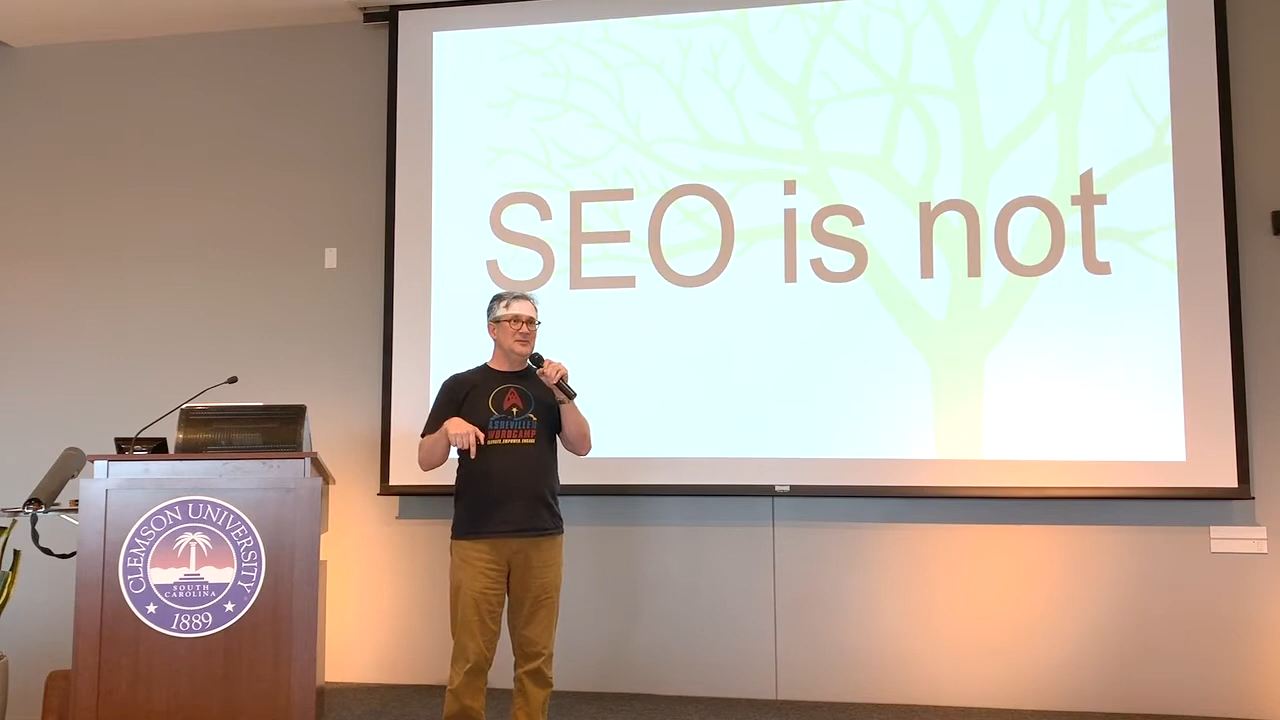 SEO is not
ASHEVILLE
WORDCAMP
CLEMSON UNIVERSITY
SOUTH
CAROLINA
1889